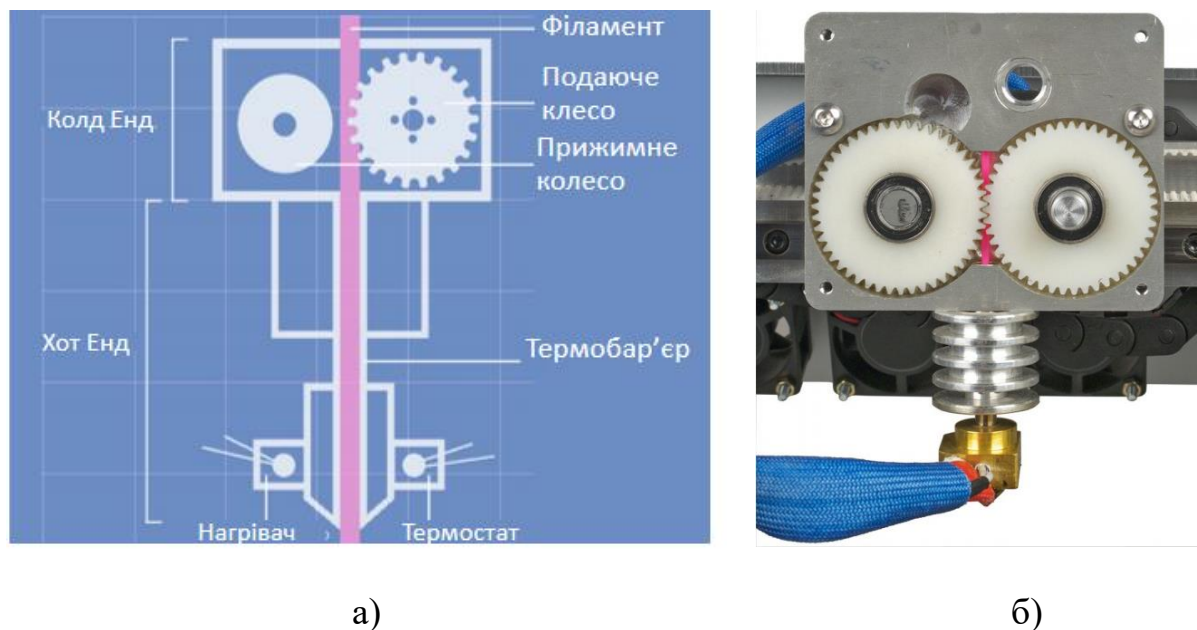 Філамент
Подаюче
клесо
Колд Енд
Прижимне
колесо
Хот Енд
Термобар’єр
Нагрівач
Термостат
а)
б)